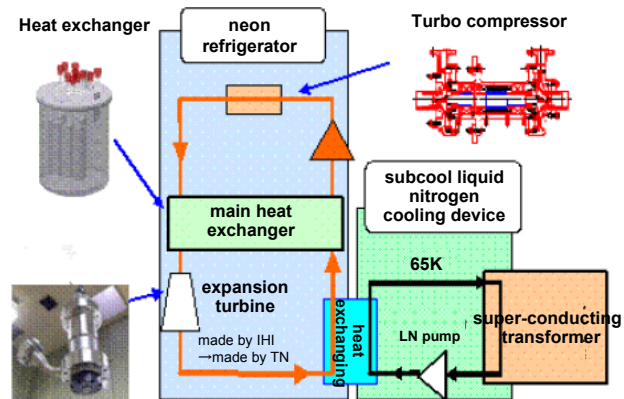 Heat exchanger
neon
refrigerator
Turbo compressor
subcool liquid
nitrogen
cooling device
main heat
exchanger
65K
expansion
turbine
heat
exchanging
super-conducting
transformer
LN pump
made by IHI
→made by TN